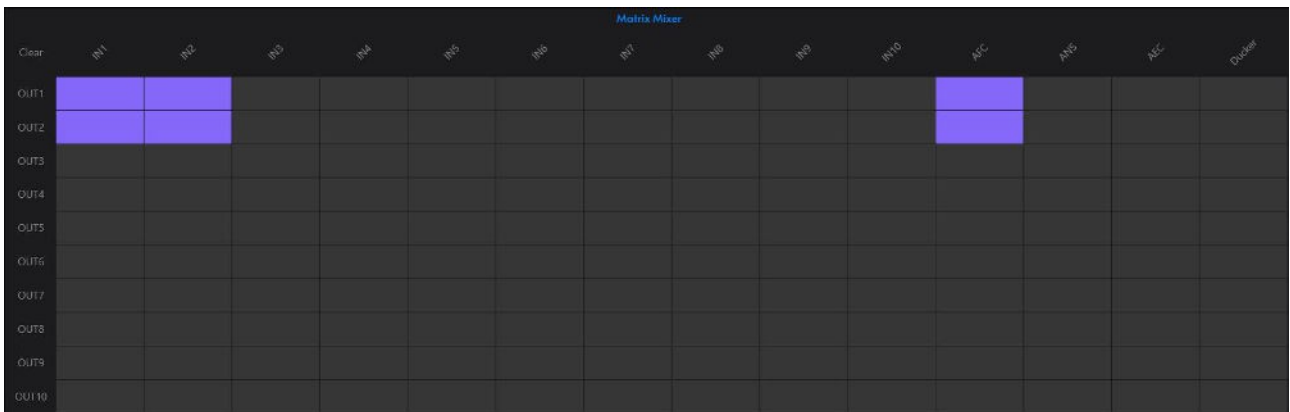 Matrix Mixer
Clear IN1 IN2 IN3 IN4 IN5 IN6 IN7 IN8 IN9 IN10 AFC ANS AEC Ducker
OUT1
OUT2
OUT3
OUT4
OUT5
OUT6
OUT7
OUT8
OUT9
OUT10